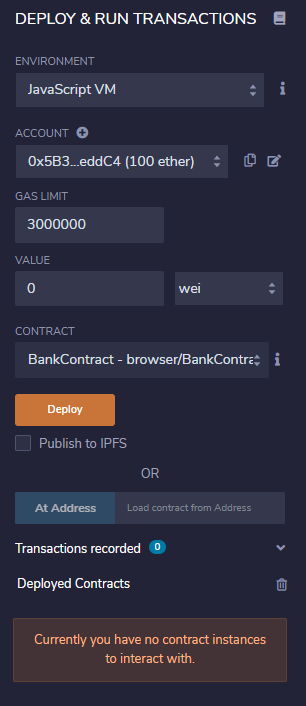 DEPLOY & RUN TRANSACTIONS
ENVIRONMENT
JavaScript VM
ACCOUNT
0x5B3...eddC4 (100 ether)
GAS LIMIT
3000000
VALUE
0 wei
CONTRACT
BankContract - browser/BankContra
Deploy
Publish to IPFS
OR
At Address Load contract from Address
Transactions recorded 0
Deployed Contracts
Currently you have no contract instances
to interact with.